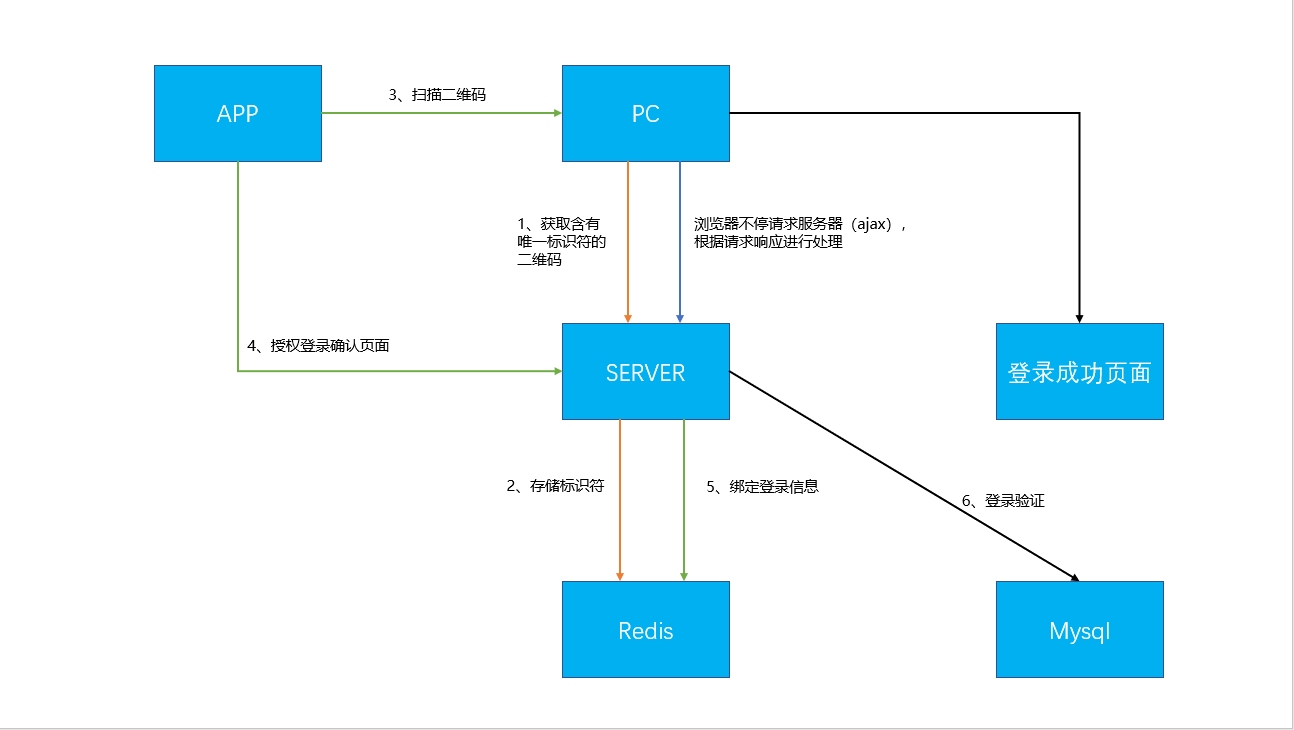 APP
3、扫描二维码
PC
1、获取含有
唯一标识符的
二维码
浏览器不停请求服务器（ajax），
根据请求响应进行处理
4、授权登录确认页面
SERVER
登录成功页面
2、存储标识符
5、绑定登录信息
6、登录验证
Redis
Mysql